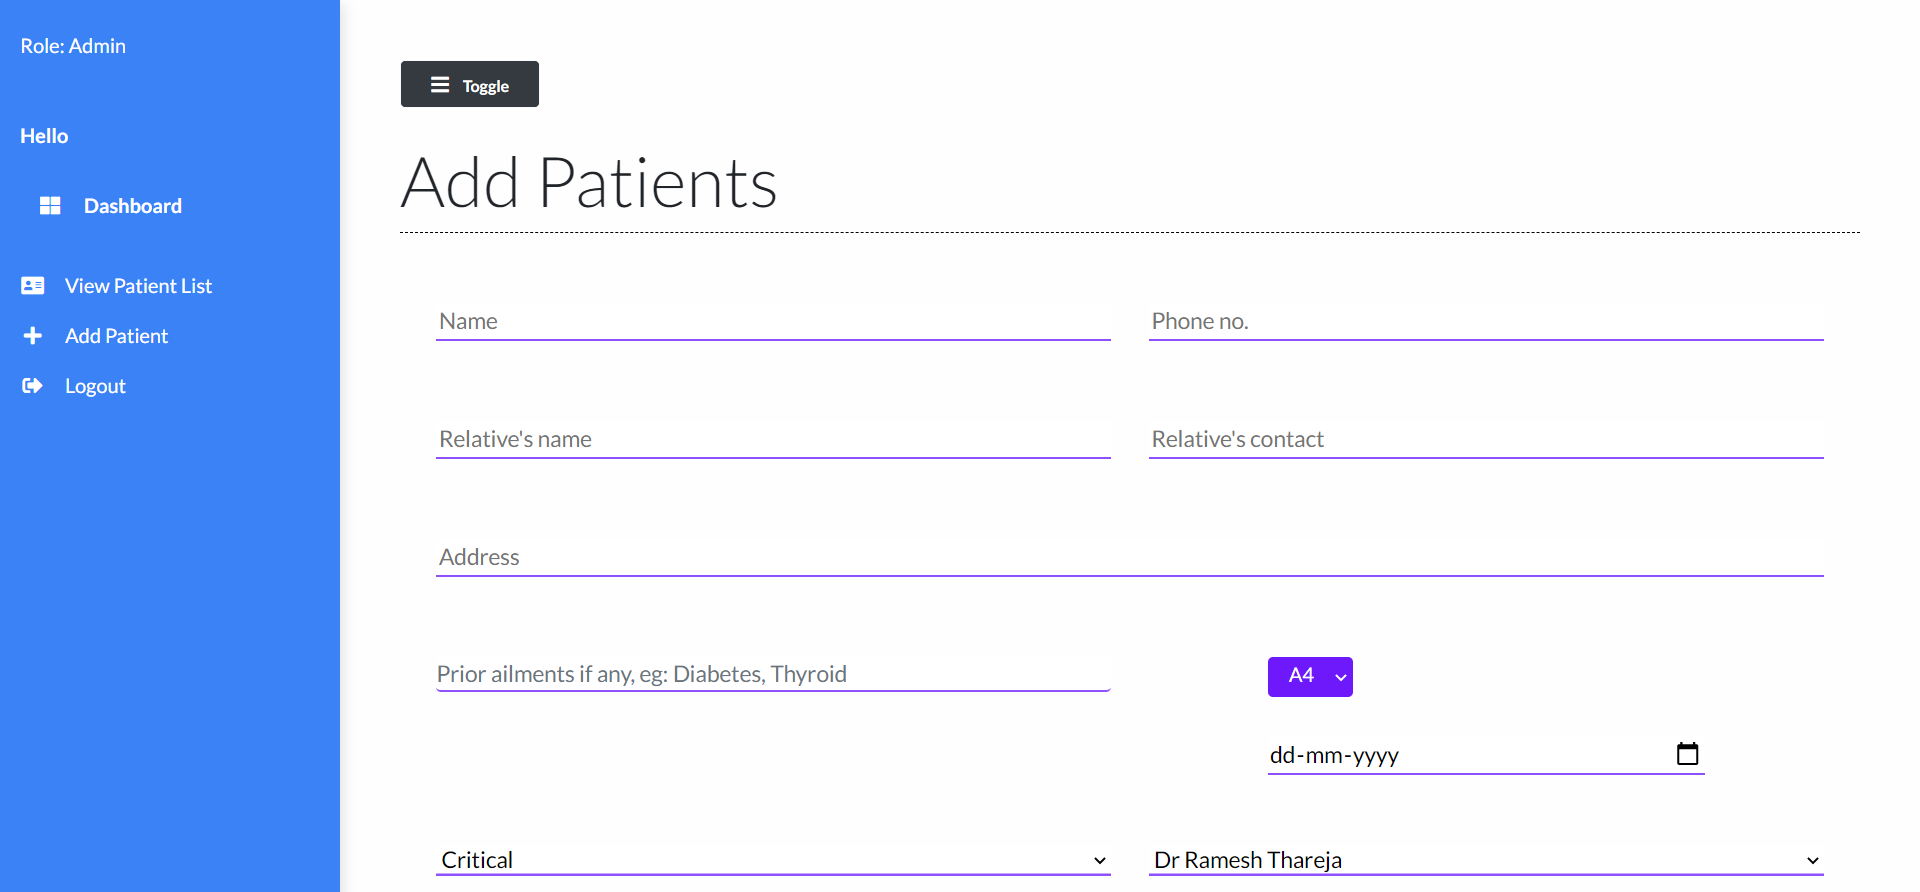 Role: Admin
Hello
Dashboard
View Patient List
Add Patient
Logout
Toggle
Add Patients
Name
Phone no.
Relative's name
Relative's contact
Address
Prior ailments if any, eg: Diabetes, Thyroid
A4
dd-mm-yyyy
Critical
Dr Ramesh Thareja